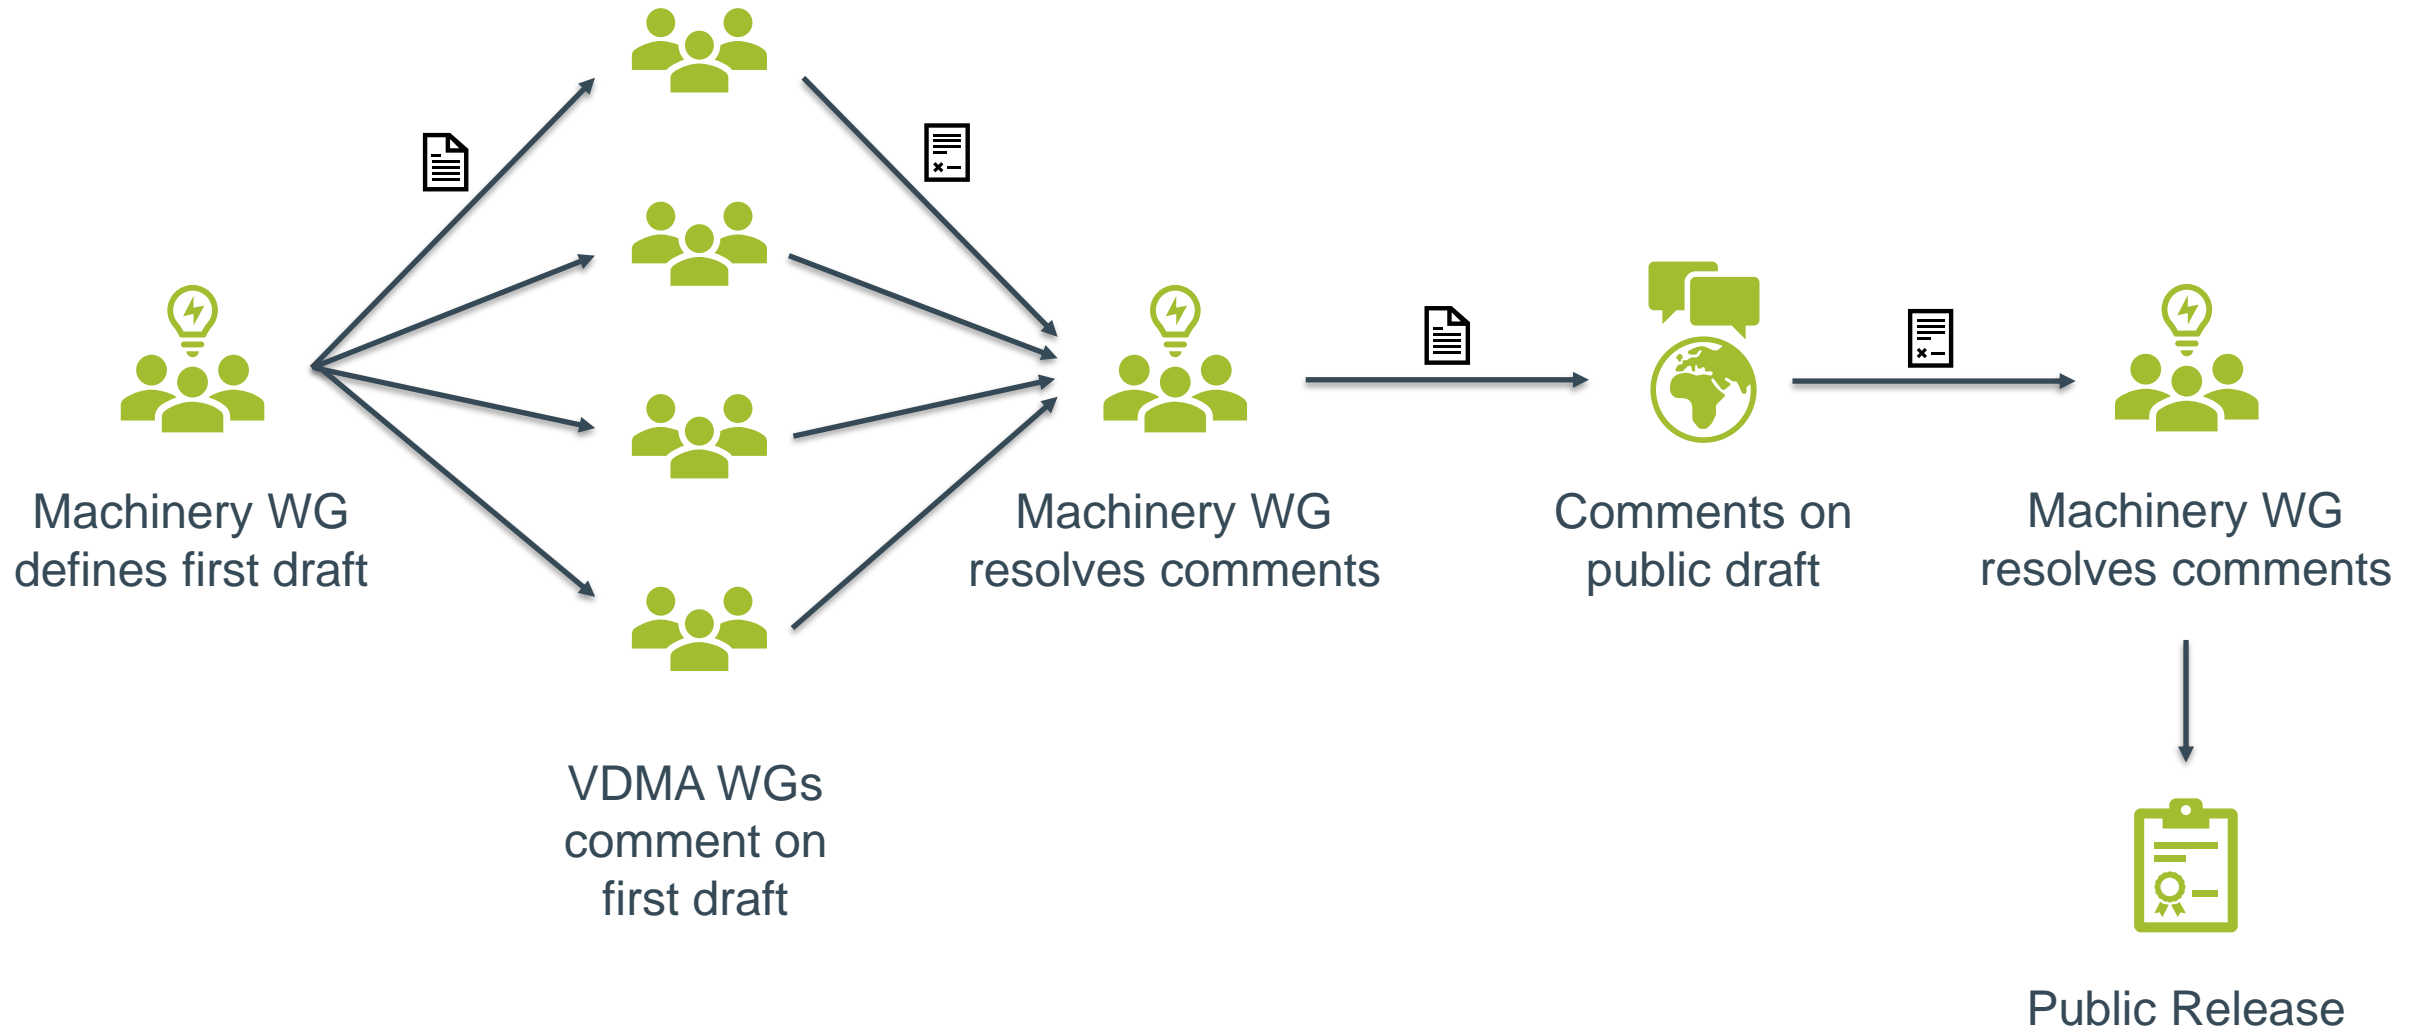 Machinery WG
defines first draft
VDMA WGs
comment on
first draft
Machinery WG
resolves comments
Comments on
public draft
Machinery WG
resolves comments
Public Release